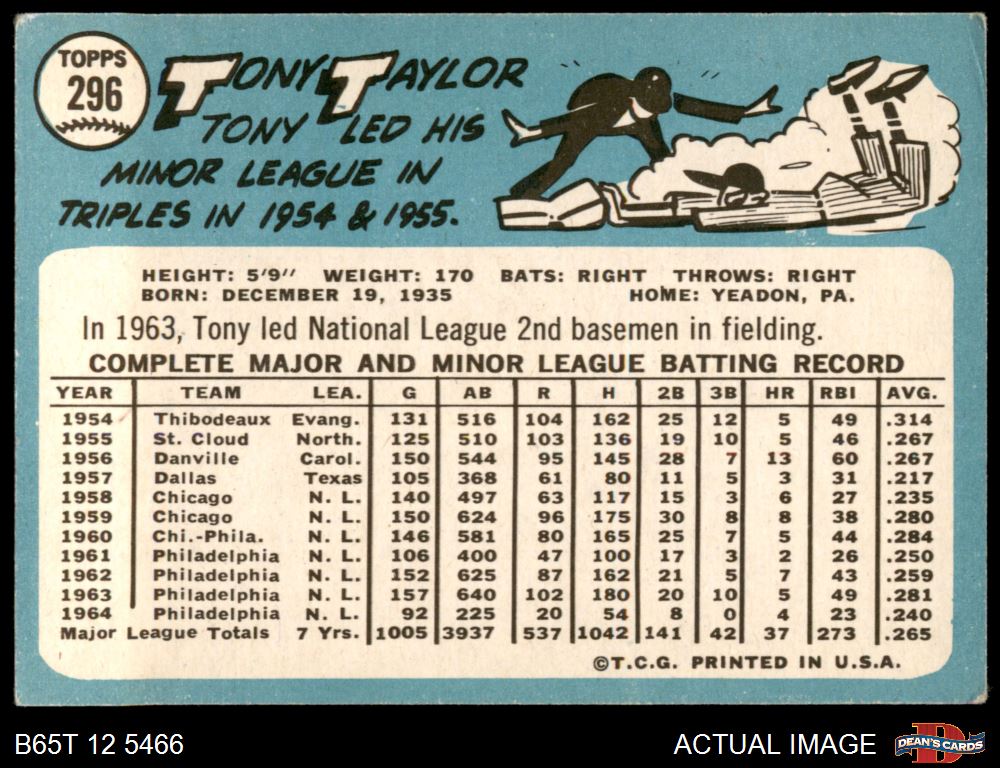 TOPPS
296
TONY TAYLOR
TONY LED HIS
MINOR LEAGUE IN
TRIPLES IN 1954 & 1955.
HEIGHT: 5'9" WEIGHT: 170 BATS: RIGHT THROWS: RIGHT
BORN: DECEMBER 19, 1935 HOME: YEADON, PA.
In 1963, Tony led National League 2nd basemen in fielding.
COMPLETE MAJOR AND MINOR LEAGUE BATTING RECORD
YEAR TEAM LEA. G AB R H 2B 3B HR RBI AVG.
1954 Thibodeaux Evang. 131 516 104 162 25 12 5 49 .314
1955 St. Cloud North. 125 510 103 136 19 10 5 46 .267
1956 Danville Carol. 150 544 95 145 28 7 13 60 .267
1957 Dallas Texas 105 368 61 80 11 5 3 31 .217
1958 Chicago N. L. 140 497 63 117 15 3 6 27 .235
1959 Chicago N. L. 150 624 96 175 30 8 8 38 .280
1960 Chi.-Phila. N. L. 146 581 80 165 25 7 5 44 .284
1961 Philadelphia N. L. 106 400 47 100 17 3 2 26 .250
1962 Philadelphia N. L. 152 625 87 162 21 5 7 43 .259
1963 Philadelphia N. L. 157 640 102 180 20 10 5 49 .281
1964 Philadelphia N. L. 92 225 20 54 8 0 4 23 .240
Major League Totals 7 Yrs. 1005 3937 537 1042 141 42 37 273 .265
©T.C.G. PRINTED IN U.S.A.
B65T 12 5466
ACTUAL IMAGE
D
DEAN'S CARDS